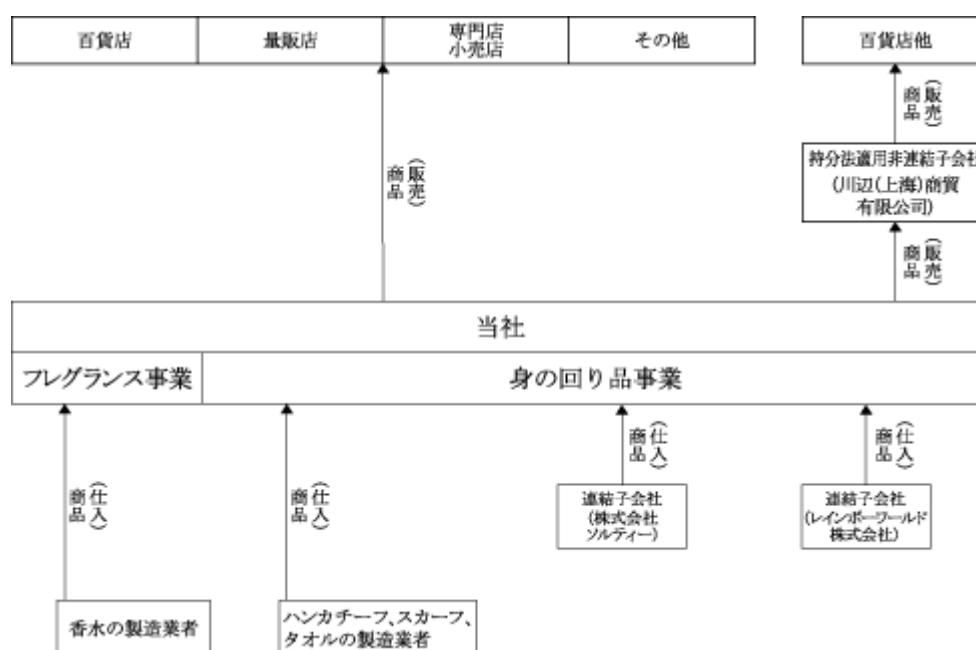 百貨店
量販店
専門店
小売店
その他
百貨店他
商品
(販売)
持分法適用非連結子会社
(川辺(上海)商貿
有限公司)
商品
(販売)
商品
(販売)
当社
フレグランス事業
身の回り品事業
商品
(仕入)
商品
(仕入)
商品
(仕入)
商品
(仕入)
連結子会社
(株式会社
ソルティー)
連結子会社
(レインボーワールド
株式会社)
香水の製造業者
ハンカチーフ、スカーフ、
タオルの製造業者